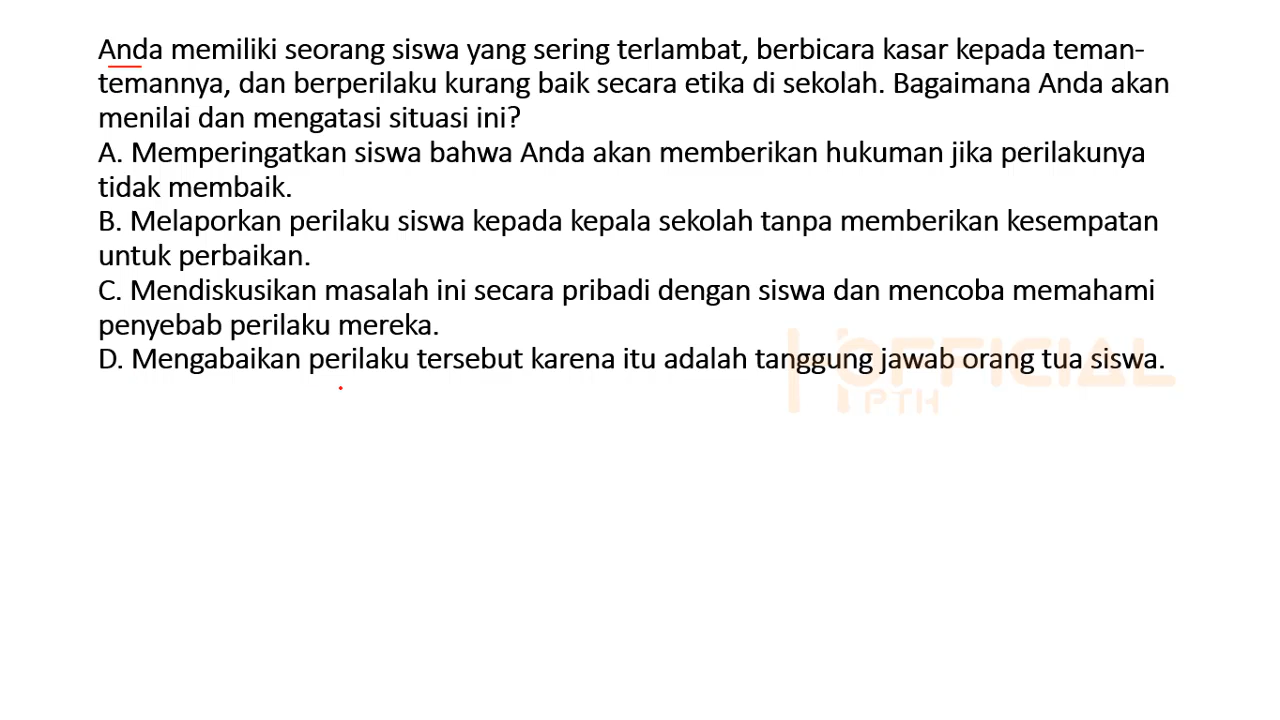 Anda memiliki seorang siswa yang sering terlambat, berbicara kasar kepada teman-
temannya, dan berperilaku kurang baik secara etika di sekolah. Bagaimana Anda akan
menilai dan mengatasi situasi ini?
A. Memperingatkan siswa bahwa Anda akan memberikan hukuman jika perilakunya
tidak membaik.
B. Melaporkan perilaku siswa kepada kepala sekolah tanpa memberikan kesempatan
untuk perbaikan.
C. Mendiskusikan masalah ini secara pribadi dengan siswa dan mencoba memahami
penyebab perilaku mereka.
D. Mengabaikan perilaku tersebut karena itu adalah tanggung jawab orang tua siswa.
OFFICIAL
PTH